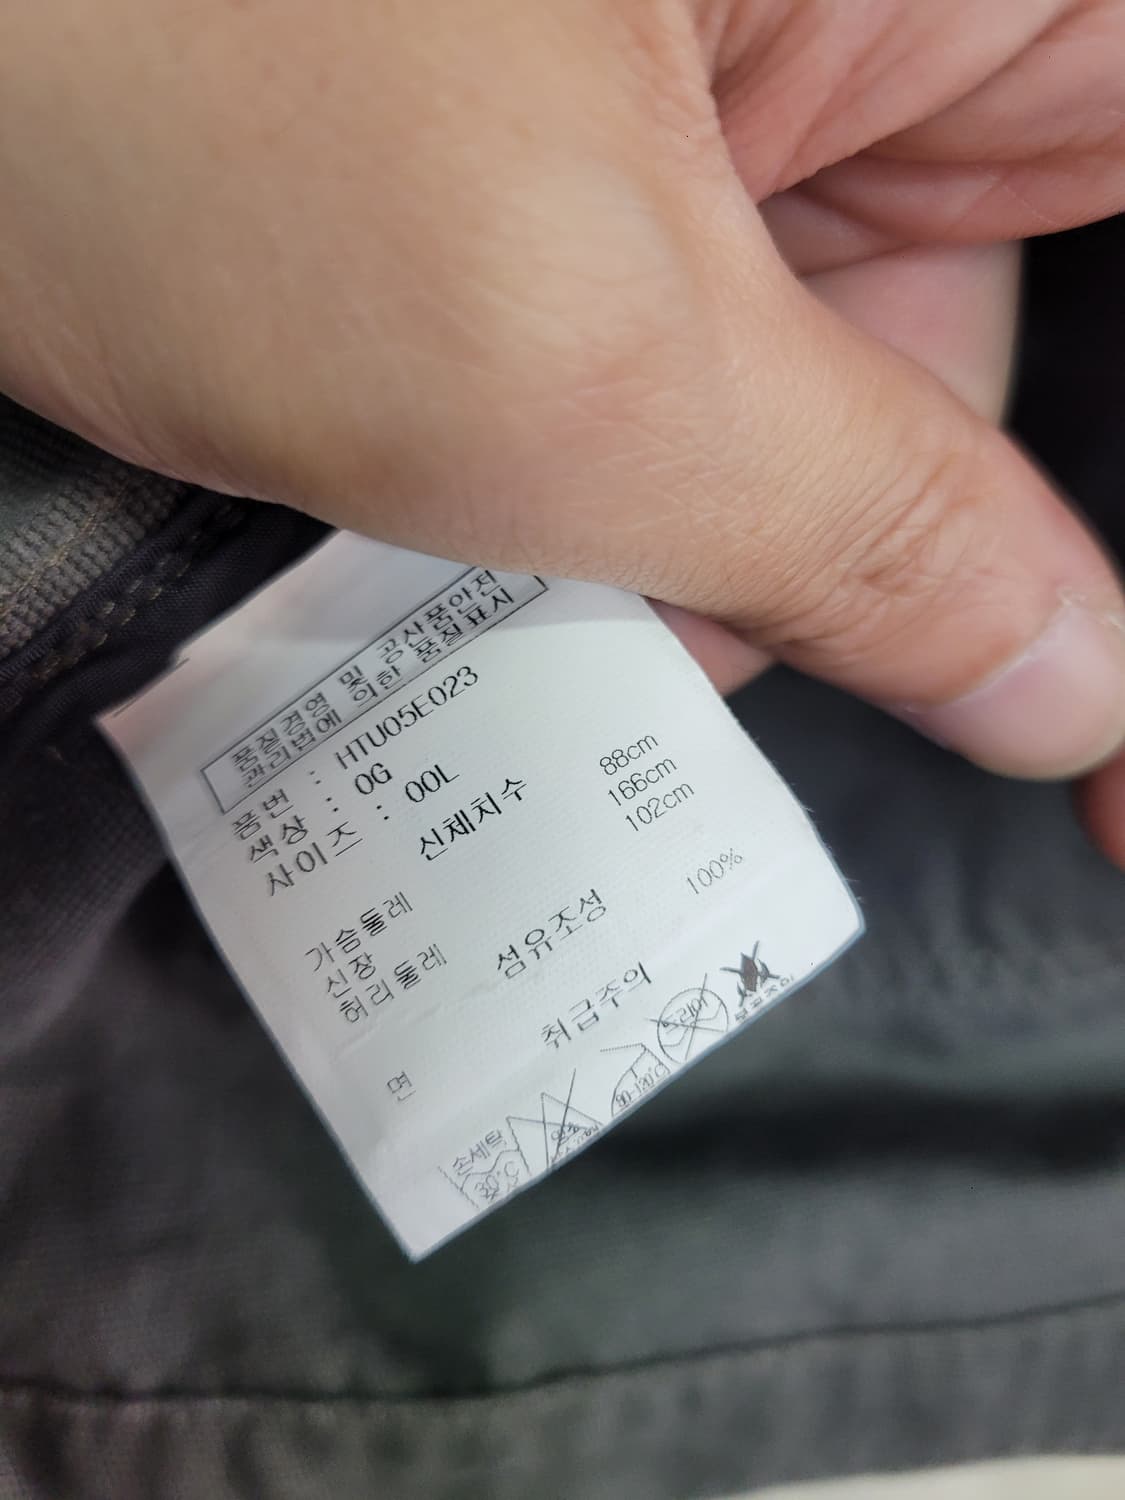 품질경영 및 공산품안전
관리법에 의한 품질표시
품번 : HTU05E023
색상 : OG
사이즈 : 00L
신체치수
가슴둘레 88cm
신장 166cm
허리둘레 102cm
섬유조성
면 100%
취급주의
손세탁
30℃
드라이